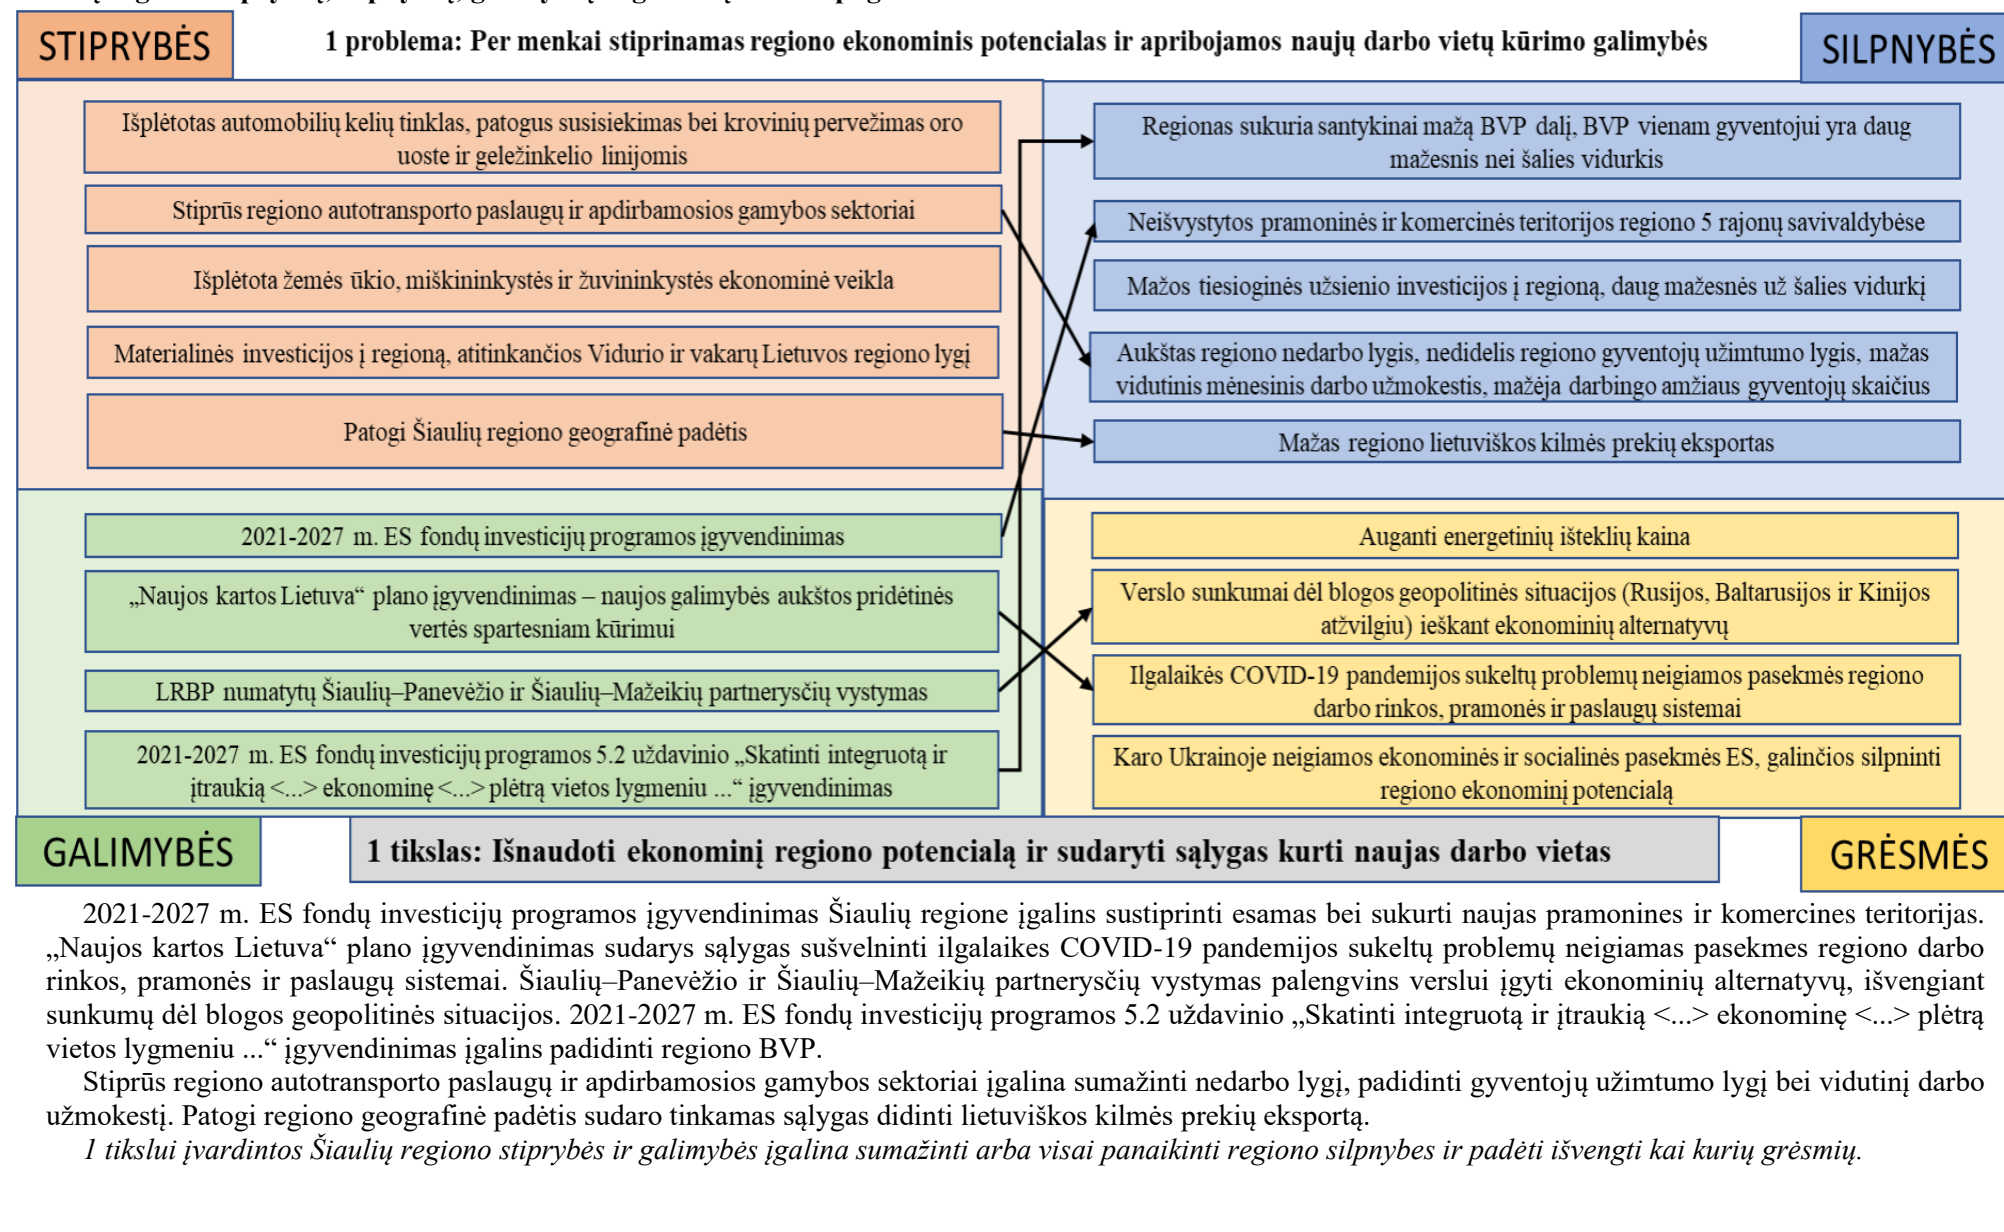 STIPRYBĖS
1 problema: Per menkai stiprinamas regiono ekonominis potencialas ir apribojamos naujų darbo vietų kūrimo galimybės
SILPNYBĖS
Išplėtotas automobilių kelių tinklas, patogus susisiekimas bei krovinių pervežimas oro
uoste ir geležinkelio linijomis
Stiprūs regiono autotransporto paslaugų ir apdirbamosios gamybos sektoriai
Išplėtota žemės ūkio, miškininkystės ir žuvininkystės ekonominė veikla
Materialinės investicijos į regioną, atitinkančios Vidurio ir vakarų Lietuvos regiono lygį
Patogi Šiaulių regiono geografinė padėtis
Regionas sukuria santykinai mažą BVP dalį, BVP vienam gyventojui yra daug
mažesnis nei šalies vidurkis
Neišvystytos pramoninės ir komercinės teritorijos regiono 5 rajonų savivaldybėse
Mažos tiesioginės užsienio investicijos į regioną, daug mažesnės už šalies vidurkį
Aukštas regiono nedarbo lygis, nedidelis regiono gyventojų užimtumo lygis, mažas
vidutinis mėnesinis darbo užmokestis, mažėja darbingo amžiaus gyventojų skaičius
Mažas regiono lietuviškos kilmės prekių eksportas
2021-2027 m. ES fondų investicijų programos įgyvendinimas
„Naujos kartos Lietuva“ plano įgyvendinimas – naujos galimybės aukštos pridėtinės
vertės spartesniam kūrimui
LRBP numatytų Šiaulių–Panevėžio ir Šiaulių–Mažeikių partnerysčių vystymas
2021-2027 m. ES fondų investicijų programos 5.2 uždavinio „Skatinti integruotą ir
įtraukią <...> ekonominę <...> plėtrą vietos lygmeniu ...“ įgyvendinimas
Auganti energetinių išteklių kaina
Verslo sunkumai dėl blogos geopolitinės situacijos (Rusijos, Baltarusijos ir Kinijos
atžvilgiu) ieškant ekonominių alternatyvų
Ilgalaikės COVID-19 pandemijos sukeltų problemų neigiamos pasekmės regiono
darbo rinkos, pramonės ir paslaugų sistemai
Karo Ukrainoje neigiamos ekonominės ir socialinės pasekmės ES, galinčios silpninti
regiono ekonominį potencialą
GALIMYBĖS
1 tikslas: Išnaudoti ekonominį regiono potencialą ir sudaryti sąlygas kurti naujas darbo vietas
GRĖSMĖS
2021-2027 m. ES fondų investicijų programos įgyvendinimas Šiaulių regione įgalins sustiprinti esamas bei sukurti naujas pramonines ir komercines teritorijas.
„Naujos kartos Lietuva“ plano įgyvendinimas sudarys sąlygas sušvelninti ilgalaikes COVID-19 pandemijos sukeltų problemų neigiamas pasekmes regiono darbo
rinkos, pramonės ir paslaugų sistemai. Šiaulių–Panevėžio ir Šiaulių–Mažeikių partnerysčių vystymas palengvins verslui įgyti ekonominių alternatyvų, išvengiant
sunkumų dėl blogos geopolitinės situacijos. 2021-2027 m. ES fondų investicijų programos 5.2 uždavinio „Skatinti integruotą ir įtraukią <...> ekonominę <...> plėtrą
vietos lygmeniu ...“ įgyvendinimas įgalins padidinti regiono BVP.
Stiprūs regiono autotransporto paslaugų ir apdirbamosios gamybos sektoriai įgalina sumažinti nedarbo lygį, padidinti gyventojų užimtumo lygį bei vidutinį darbo
užmokestį. Patogi regiono geografinė padėtis sudaro tinkamas sąlygas didinti lietuviškos kilmės prekių eksportą.
1 tikslui įvardintos Šiaulių regiono stiprybės ir galimybės įgalina sumažinti arba visai panaikinti regiono silpnybes ir padėti išvengti kai kurių grėsmių.